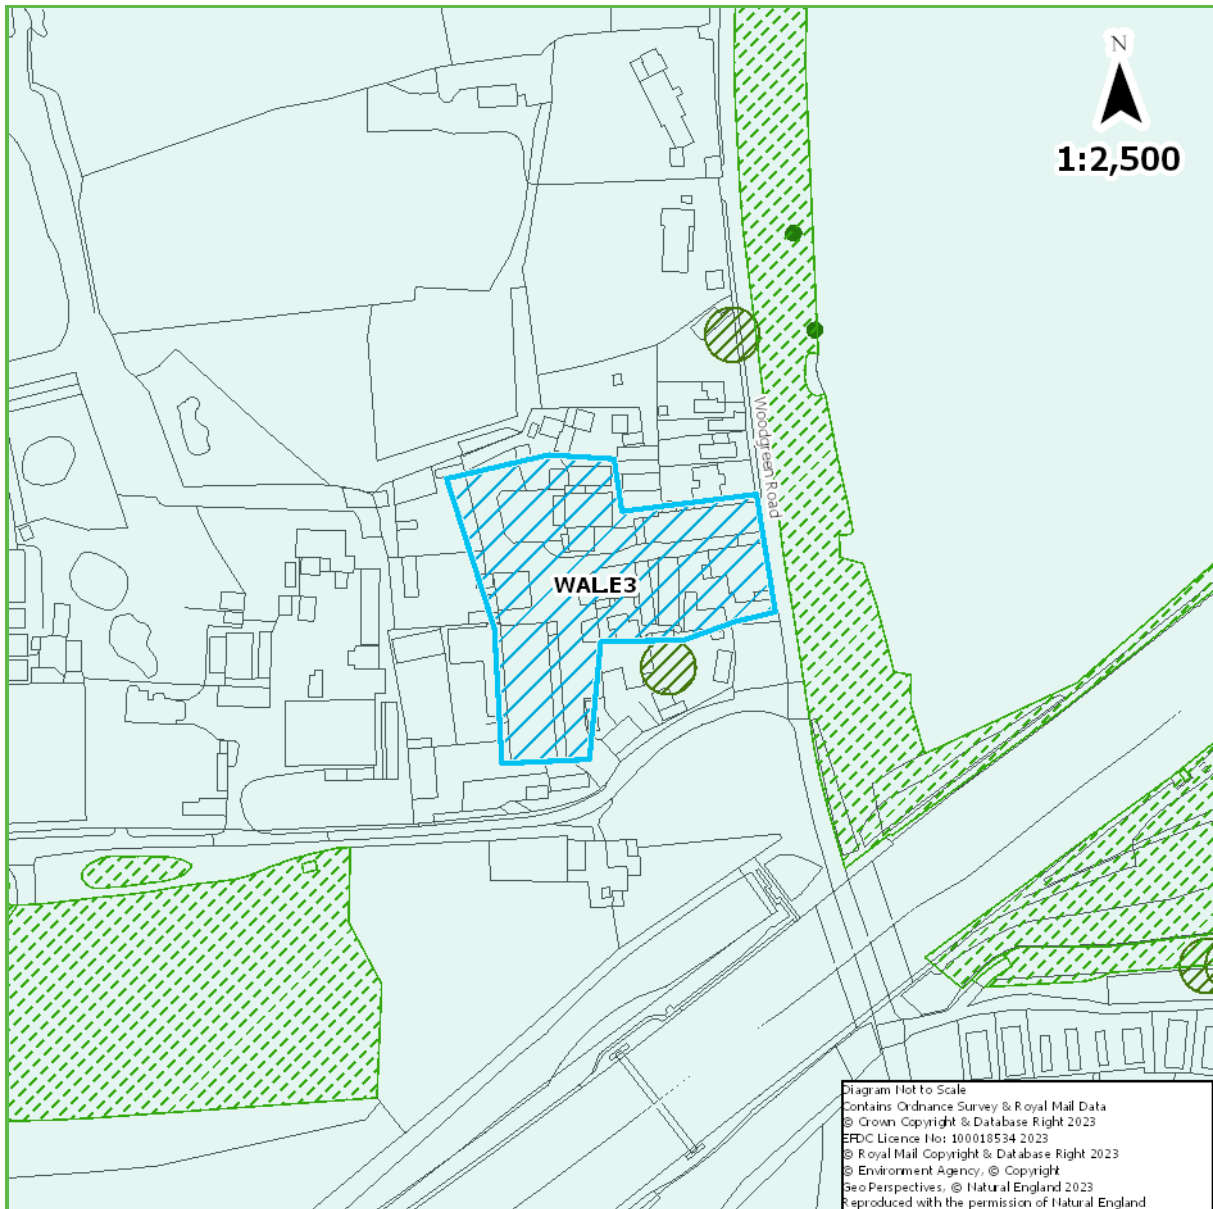 N
1:2,500
Woodgreen Road
WAL.E3
Diagram Not to Scale
Contains Ordnance Survey & Royal Mail Data
© Crown Copyright & Database Right 2023
EFDC Licence No: 100018534 2023
© Royal Mail Copyright & Database Right 2023
© Environment Agency, © Copyright
Geo Perspectives, © Natural England 2023
Reproduced with the permission of Natural England